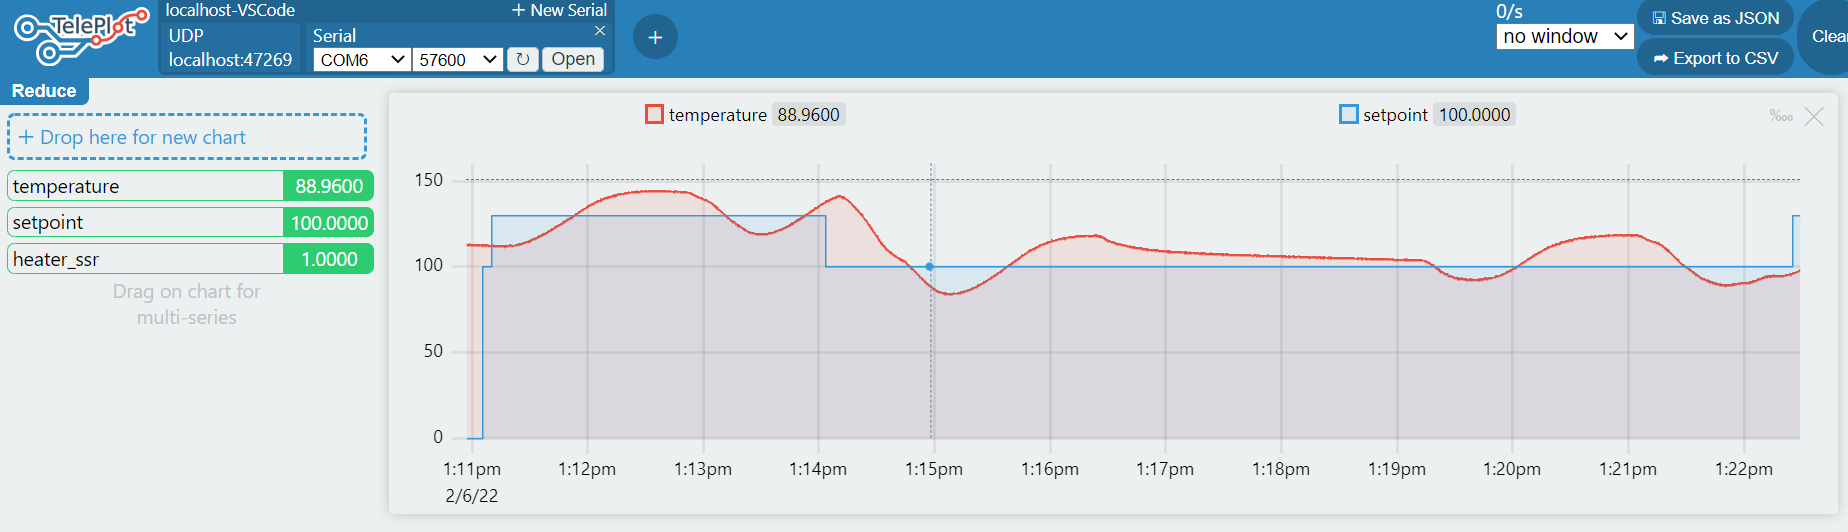 TelePlot
localhost-VSCode
+ New Serial
UDP
localhost:47269
Serial
×
COM6
57600
↻
Open
+
0/s
no window
Save as JSON
Export to CSV
Clea
Reduce
+ Drop here for new chart
temperature 88.9600
setpoint 100.0000
heater_ssr 1.0000
Drag on chart for
multi-series
temperature 88.9600
setpoint 100.0000
150
100
50
0
1:11pm 1:12pm 1:13pm 1:14pm 1:15pm 1:16pm 1:17pm 1:18pm 1:19pm 1:20pm 1:21pm 1:22pm
2/6/22